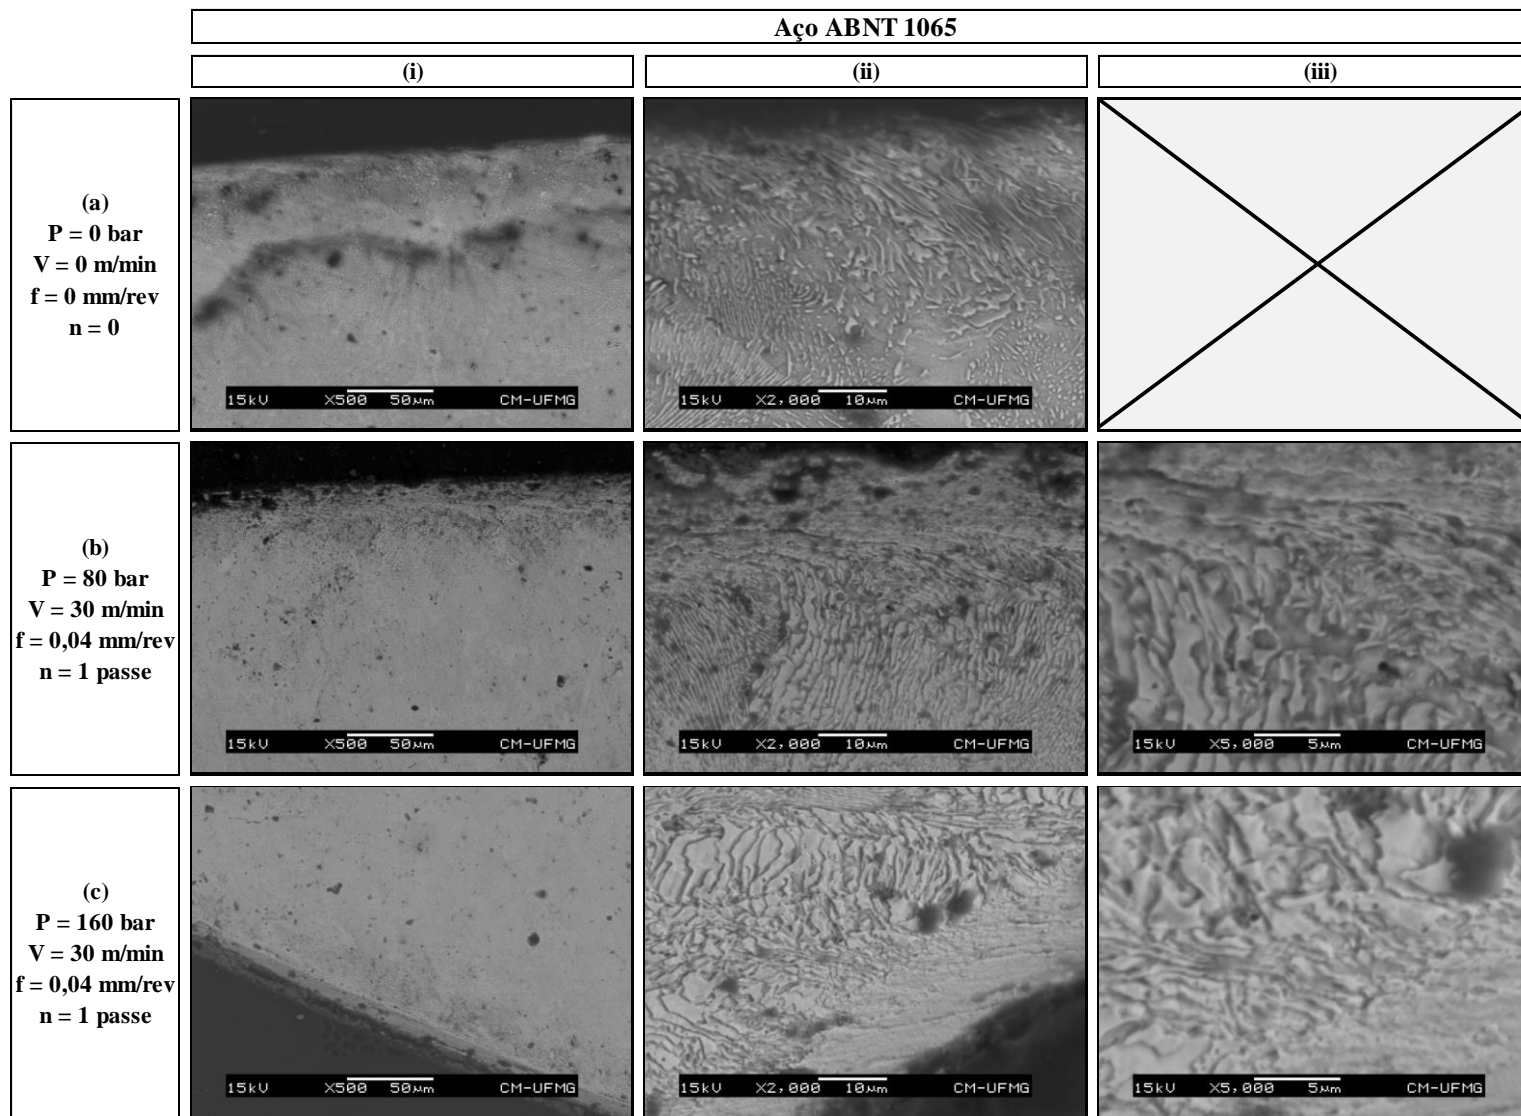 Aço ABNT 1065
(i)
(ii)
(iii)
(a)
P = 0 bar
V = 0 m/min
f = 0 mm/rev
n = 0
15kV X500 50µm CM-UFMG
15kV X2,000 10µm CM-UFMG
(b)
P = 80 bar
V = 30 m/min
f = 0,04 mm/rev
n = 1 passe
15kV X500 50µm CM-UFMG
15kV X2,000 10µm CM-UFMG
15kV X5,000 5µm CM-UFMG
(c)
P = 160 bar
V = 30 m/min
f = 0,04 mm/rev
n = 1 passe
15kV X500 50µm CM-UFMG
15kV X2,000 10µm CM-UFMG
15kV X5,000 5µm CM-UFMG